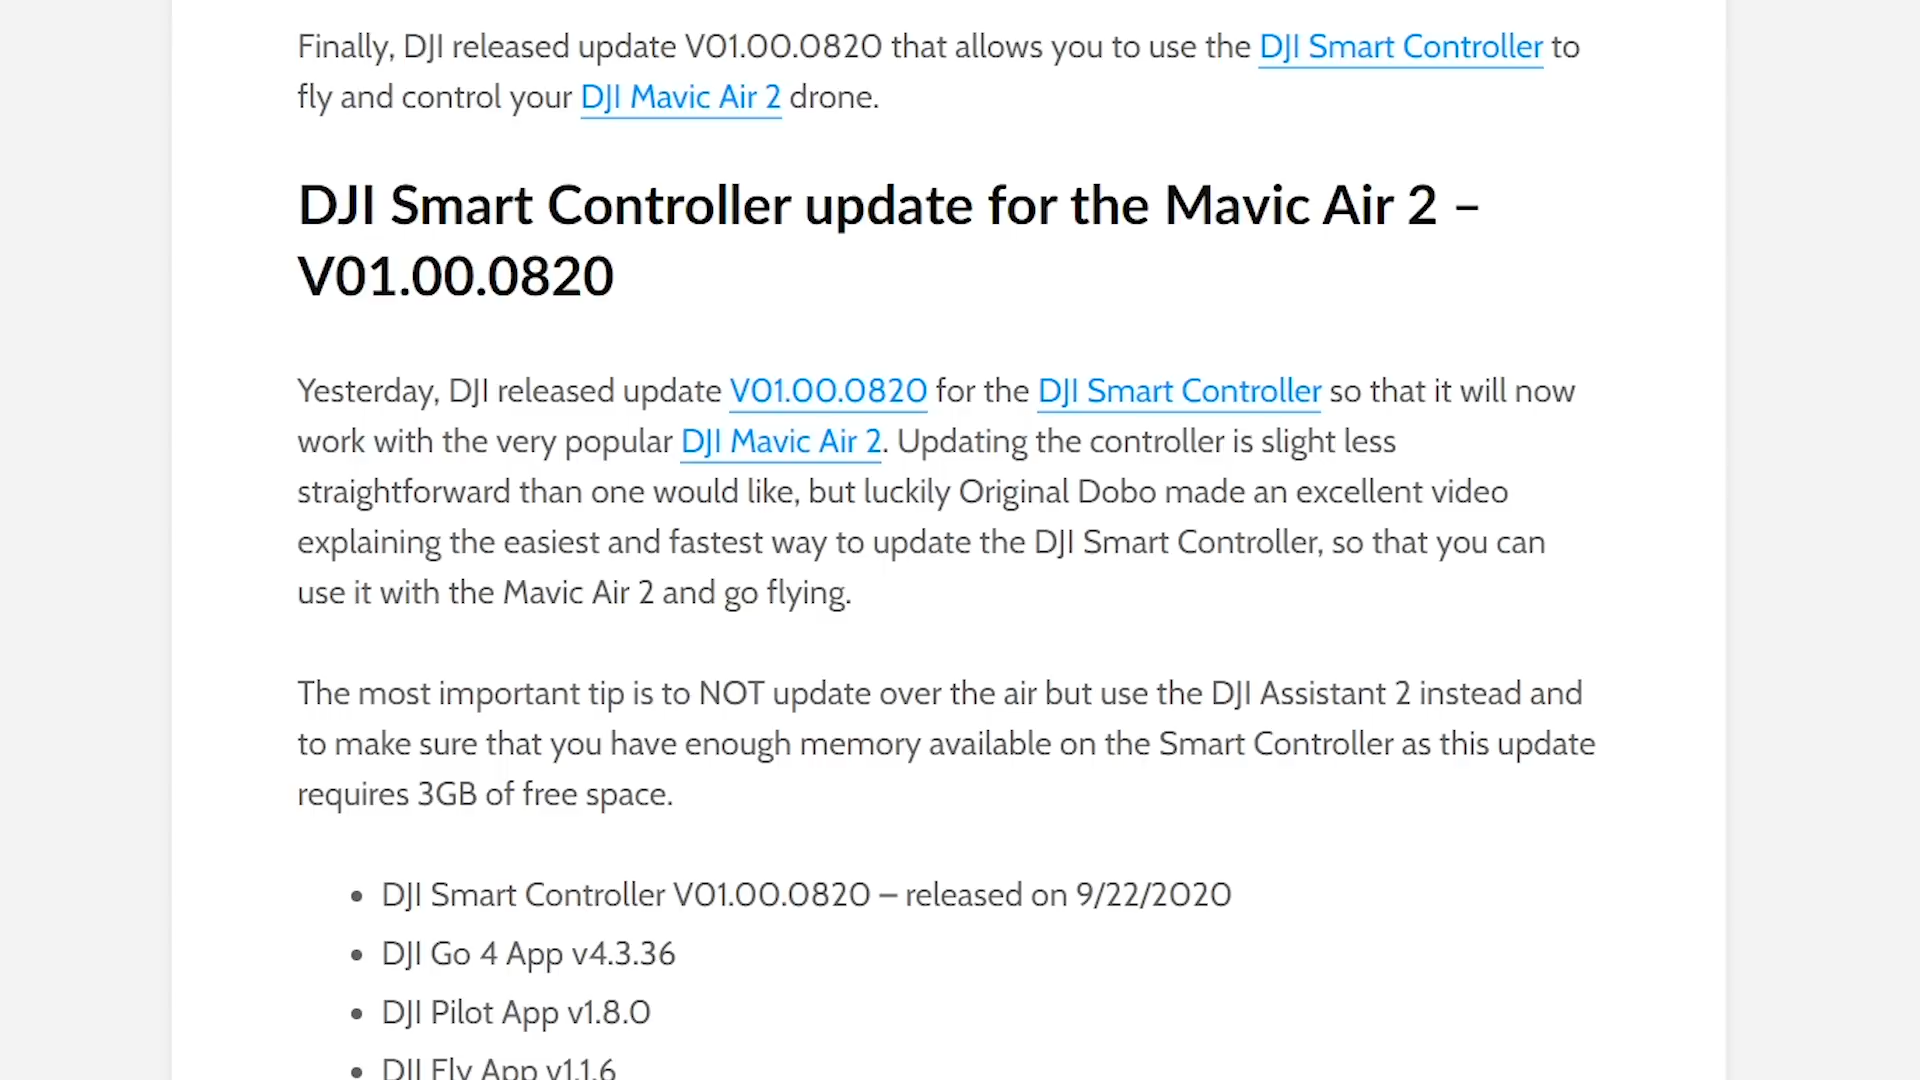 Finally, DJI released update V01.00.0820 that allows you to use the DJI Smart Controller to
fly and control your DJI Mavic Air 2 drone.
DJI Smart Controller update for the Mavic Air 2 –
V01.00.0820
Yesterday, DJI released update V01.00.0820 for the DJI Smart Controller so that it will now
work with the very popular DJI Mavic Air 2. Updating the controller is slight less
straightforward than one would like, but luckily Original Dobo made an excellent video
explaining the easiest and fastest way to update the DJI Smart Controller, so that you can
use it with the Mavic Air 2 and go flying.
The most important tip is to NOT update over the air but use the DJI Assistant 2 instead and
to make sure that you have enough memory available on the Smart Controller as this update
requires 3GB of free space.
• DJI Smart Controller V01.00.0820 – released on 9/22/2020
• DJI Go 4 App v4.3.36
• DJI Pilot App v1.8.0
• DJI Fly App v1.1.6